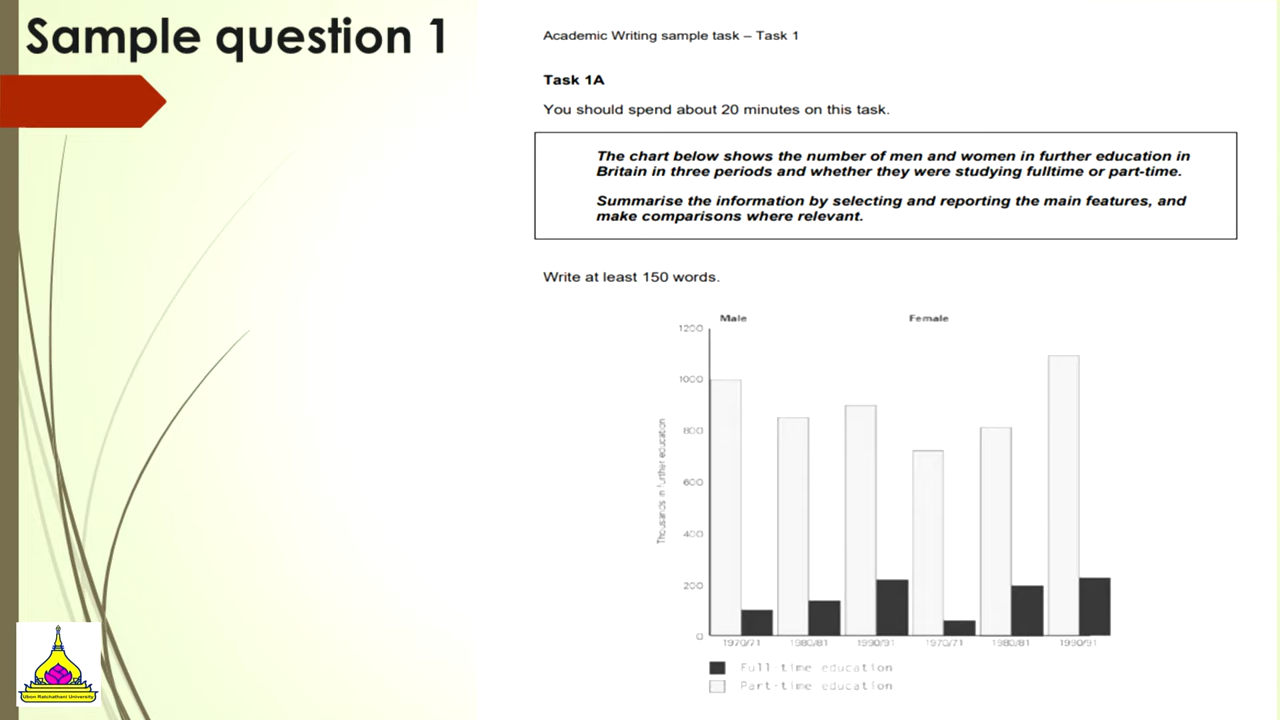 Sample question 1
Academic Writing sample task – Task 1
Task 1A
You should spend about 20 minutes on this task.
The chart below shows the number of men and women in further education in
Britain in three periods and whether they were studying fulltime or part-time.
Summarise the information by selecting and reporting the main features, and
make comparisons where relevant.
Write at least 150 words.
Male Female
1200
1000
800
600
400
200
0
Thousands in further education
1970/71 1980/81 1990/91 1970/71 1980/81 1990/91
Full time education
Part-time education
Ubon Ratchathani University